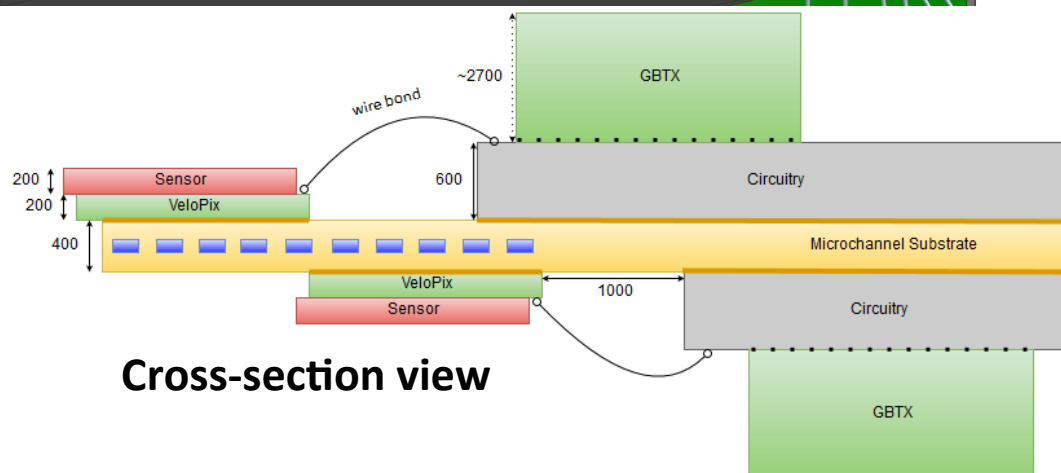 GBTX
~2700
wire bond
200
Sensor
600
Circuitry
200
VeloPix
400
Microchannel Substrate
VeloPix
1000
Sensor
Circuitry
Cross-section view
GBTX